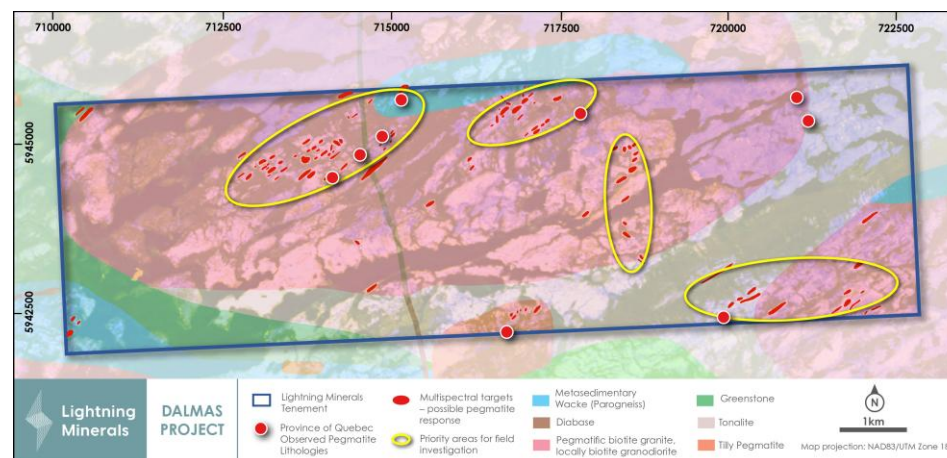 710000
712500
715000
717500
720000
722500
5945000
5942500
Lightning
Minerals
DALMAS
PROJECT
Lightning Minerals
Tenement
Province of Quebec
Observed Pegmatite
Lithologies
Multispectral targets
– possible pegmatite
response
Priority areas for field
investigation
Metasedimentary
Wacke (Paragneiss)
Diabase
Pegmatitic biotite granite,
locally biotite granodiorite
Greenstone
Tonalite
Tilly Pegmatite
N
1km
Map projection: NAD83/UTM Zone 18